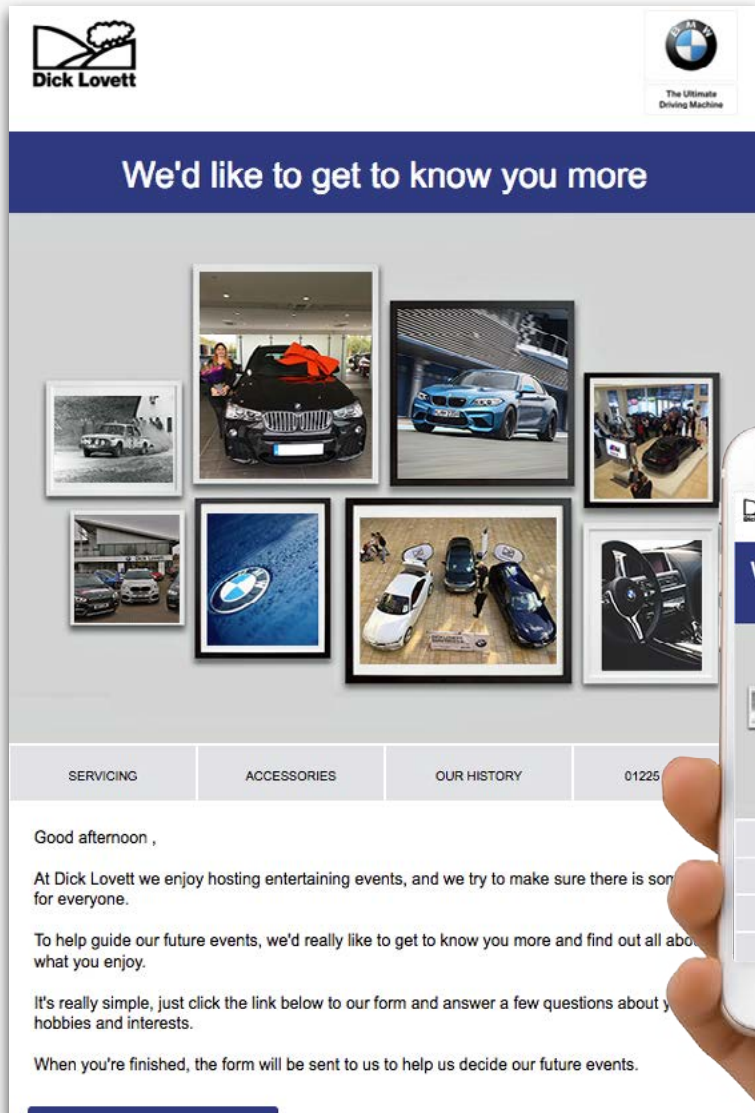 Dick Lovett
BMW
The Ultimate
Driving Machine
We'd like to get to know you more
SERVICING
ACCESSORIES
OUR HISTORY
01225
Good afternoon ,
At Dick Lovett we enjoy hosting entertaining events, and we try to make sure there is
for everyone.
To help guide our future events, we'd really like to get to know you more and find out all
what you enjoy.
It's really simple, just click the link below to our form and answer a few questions about
hobbies and interests.
When you're finished, the form will be sent to us to help us decide our future events.